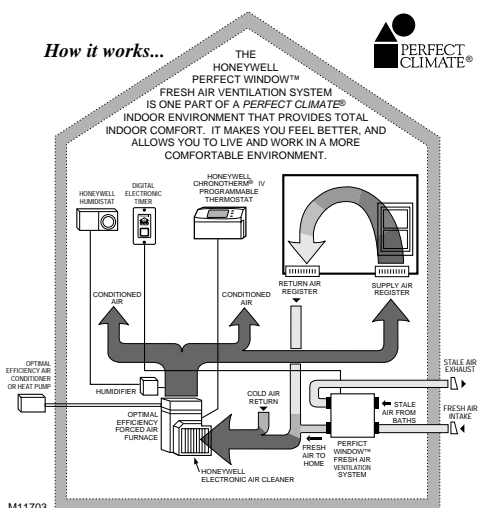 How it works...
PERFECT
CLIMATE®
THE
HONEYWELL
PERFECT WINDOW™
FRESH AIR VENTILATION SYSTEM
IS ONE PART OF A PERFECT CLIMATE®
INDOOR ENVIRONMENT THAT PROVIDES TOTAL
INDOOR COMFORT. IT MAKES YOU FEEL BETTER, AND
ALLOWS YOU TO LIVE AND WORK IN A MORE
COMFORTABLE ENVIRONMENT.
HONEYWELL
HUMIDISTAT
DIGITAL
ELECTRONIC
TIMER
HONEYWELL
CHRONOTHERM® IV
PROGRAMMABLE
THERMOSTAT
RETURN AIR
REGISTER
SUPPLY AIR
REGISTER
CONDITIONED
AIR
CONDITIONED
AIR
OPTIMAL
EFFICIENCY AIR
CONDITIONER
OR HEAT PUMP
HUMIDIFIER
OPTIMAL
EFFICIENCY
FORCED AIR
FURNACE
COLD AIR
RETURN
HONEYWELL
ELECTRONIC AIR CLEANER
FRESH
AIR TO
HOME
PERFICT
WINDOW™
FRESH AIR
VENTILATION
SYSTEM
STALE
AIR FROM
BATHS
STALE AIR
EXHAUST
FRESH AIR
INTAKE
M11703